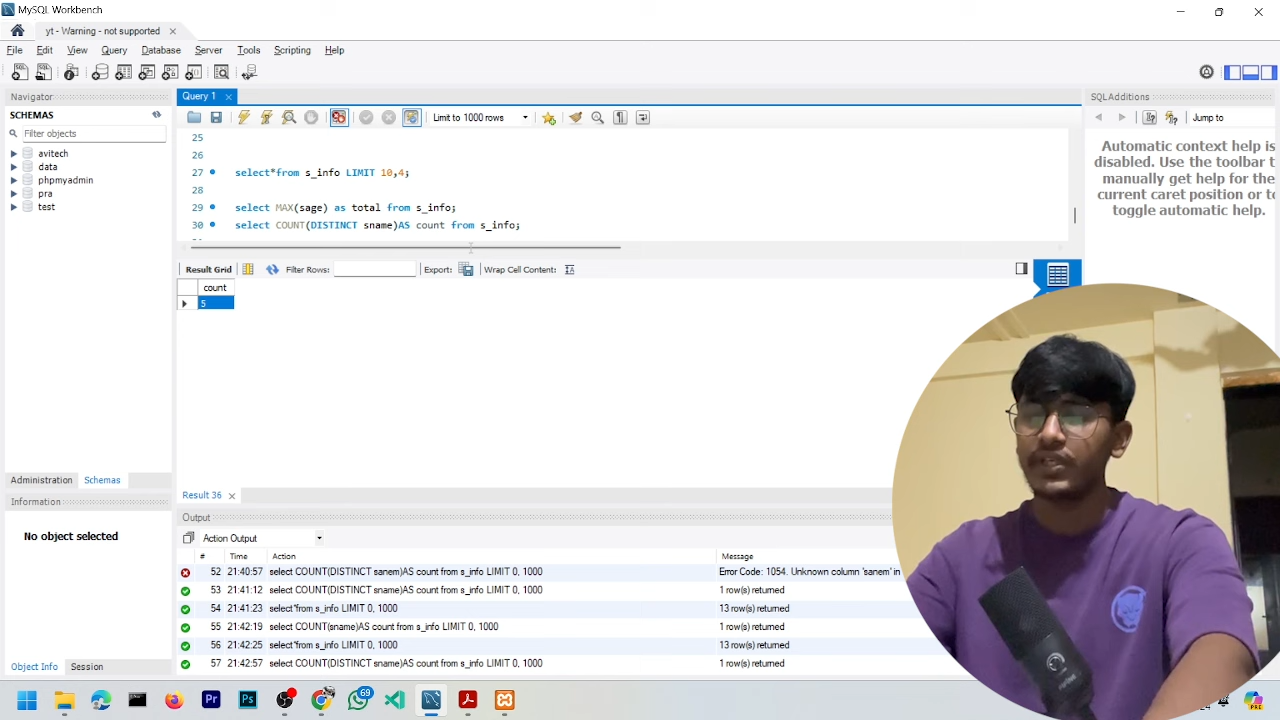 MySQL Workbench
yt - Warning - not supported
File Edit View Query Database Server Tools Scripting Help
Navigator
SCHEMAS
Filter objects
avitech
data
phpmyadmin
pra
test
Administration Schemas
Information
No object selected
Object Info Session
Query 1
Limit to 1000 rows
25
26
27 select*from s_info LIMIT 10,4;
28
29 select MAX(sage) as total from s_info;
30 select COUNT(DISTINCT sname)AS count from s_info;
Result Grid Filter Rows: Export: Wrap Cell Content:
count
5
Result 36
Output
Action Output
# Time Action Message
52 21:40:57 select COUNT(DISTINCT sanem)AS count from s_info LIMIT 0, 1000 Error Code: 1054. Unknown column 'sanem' in
53 21:41:12 select COUNT(DISTINCT sname)AS count from s_info LIMIT 0, 1000 1 row(s) returned
54 21:41:23 select*from s_info LIMIT 0, 1000 13 row(s) returned
55 21:42:19 select COUNT(sname)AS count from s_info LIMIT 0, 1000 1 row(s) returned
56 21:42:25 select*from s_info LIMIT 0, 1000 13 row(s) returned
57 21:42:57 select COUNT(DISTINCT sname)AS count from s_info LIMIT 0, 1000 1 row(s) returned
SQLAdditions
Jump to
Automatic context help is
disabled. Use the toolbar t
manually get help for the
current caret position or to
toggle automatic help.
Pr
Ps
69
PRE